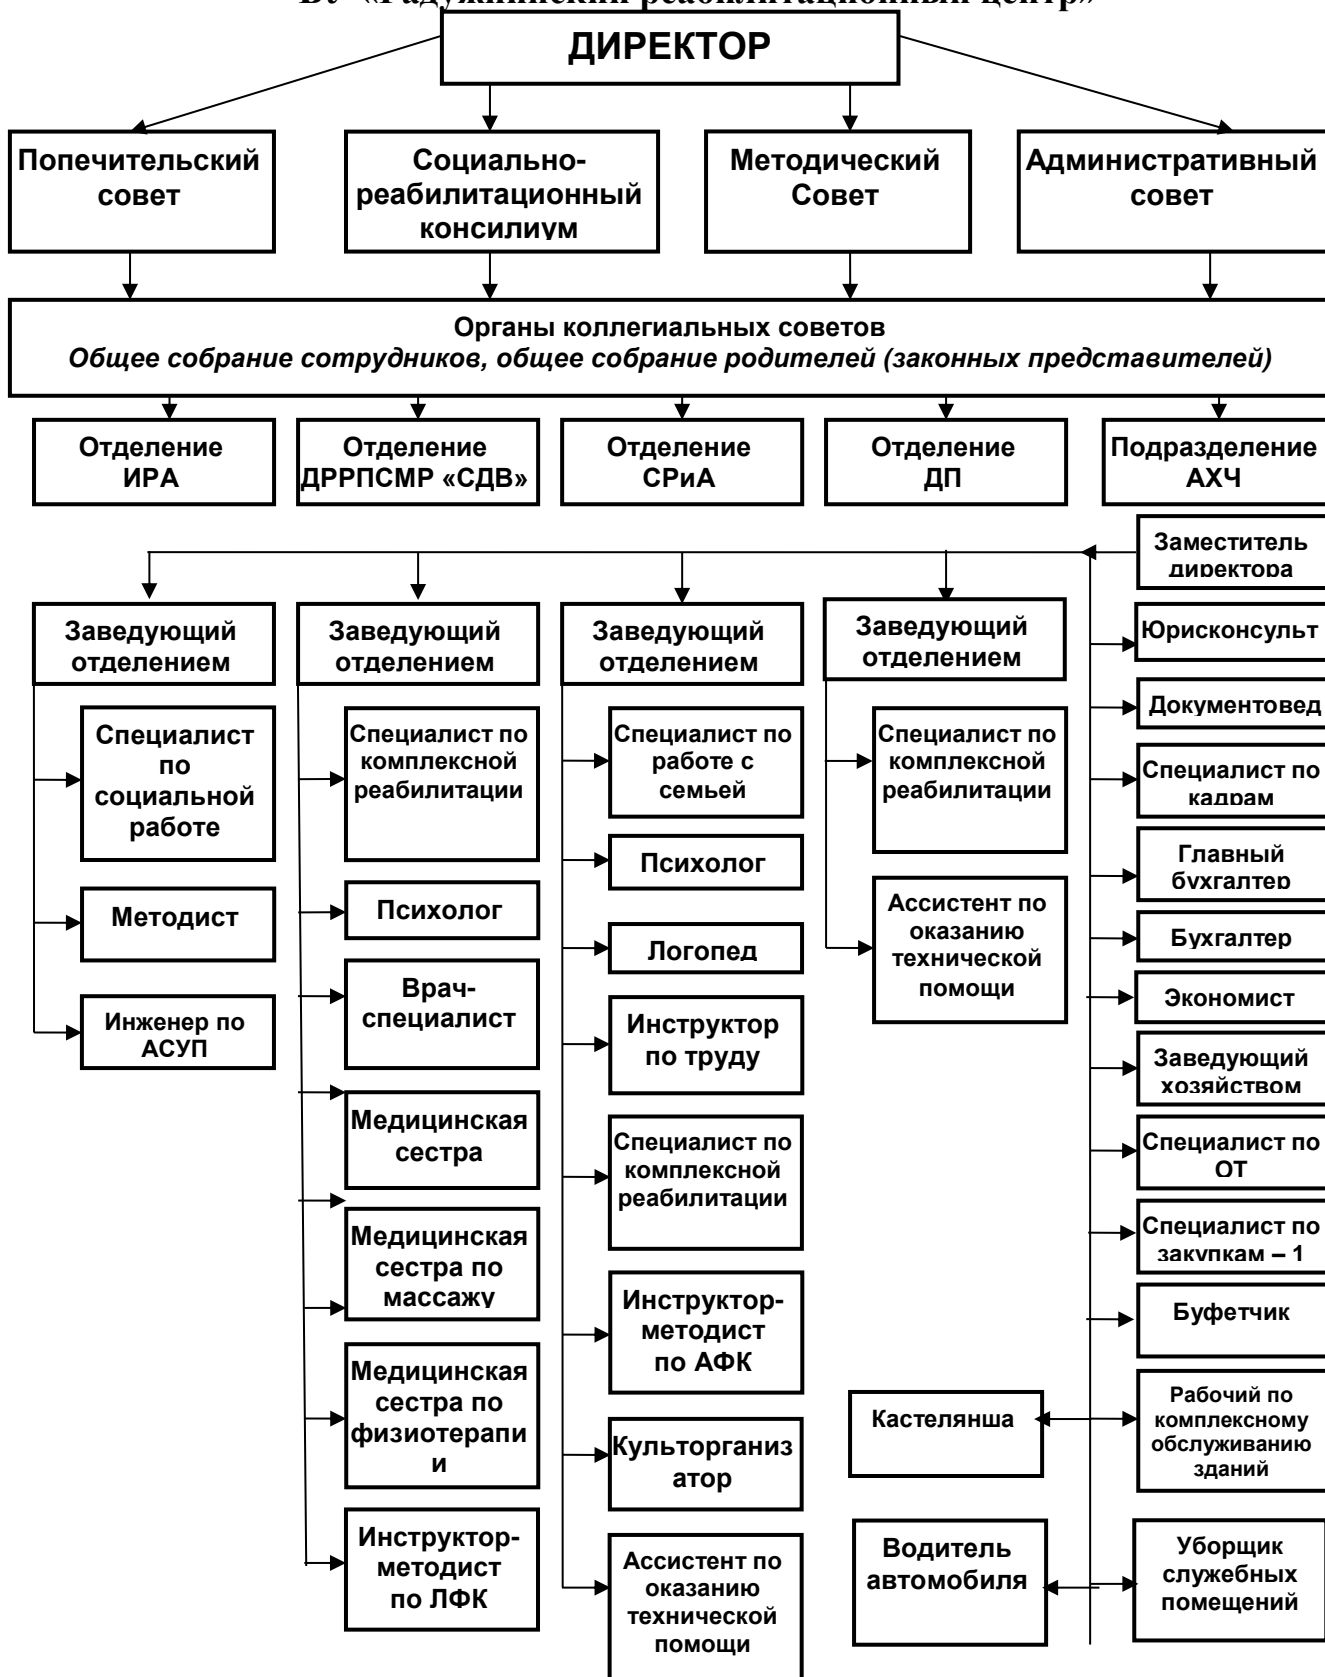 БУ «Радужнинский реабилитационный центр»
ДИРЕКТОР
Попечительский
совет
Социально-
реабилитационный
консилиум
Методический
Совет
Административный
совет
Органы коллегиальных советов
Общее собрание сотрудников, общее собрание родителей (законных представителей)
Отделение
ИРА
Отделение
ДРРПСМР «СДВ»
Отделение
СРиА
Отделение
ДП
Подразделение
АХЧ
Заместитель
директора
Заведующий
отделением
Заведующий
отделением
Заведующий
отделением
Заведующий
отделением
Специалист
по
социальной
работе
Методист
Инженер по
АСУП
Специалист по
комплексной
реабилитации
Психолог
Врач-
специалист
Медицинская
сестра
Медицинская
сестра по
массажу
Медицинская
сестра по
физиотерапи
и
Инструктор-
методист
по ЛФК
Специалист по
работе с
семьей
Психолог
Логопед
Инструктор
по труду
Специалист по
комплексной
реабилитации
Инструктор-
методист
по АФК
Культорганиз
атор
Ассистент по
оказанию
технической
помощи
Специалист по
комплексной
реабилитации
Ассистент по
оказанию
технической
помощи
Юрисконсульт
Документовед
Специалист по
кадрам
Главный
бухгалтер
Бухгалтер
Экономист
Заведующий
хозяйством
Специалист по
ОТ
Специалист по
закупкам – 1
Буфетчик
Кастелянша
Рабочий по
комплексному
обслуживанию
зданий
Водитель
автомобиля
Уборщик
служебных
помещений